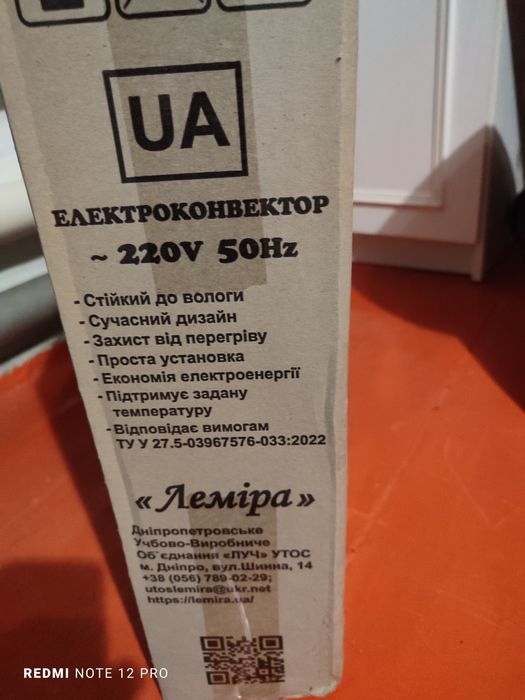 UA
ЕЛЕКТРОКОНВЕКТОР
~ 220V 50Hz
- Стійкий до вологи
- Сучасний дизайн
- Захист від перегріву
- Проста установка
- Економія електроенергії
- Підтримує задану
температуру
- Відповідає вимогам
ТУ У 27.5-03967576-033:2022
«Леміра»
Дніпропетровське
Учбово-Виробниче
Об'єднання «ЛУЧ» УТОС
м. Дніпро, вул.Шинна, 14
+38 (056) 789-02-29;
utoslemira@ukr.net
https://lemira.ua/
REDMI NOTE 12 PRO